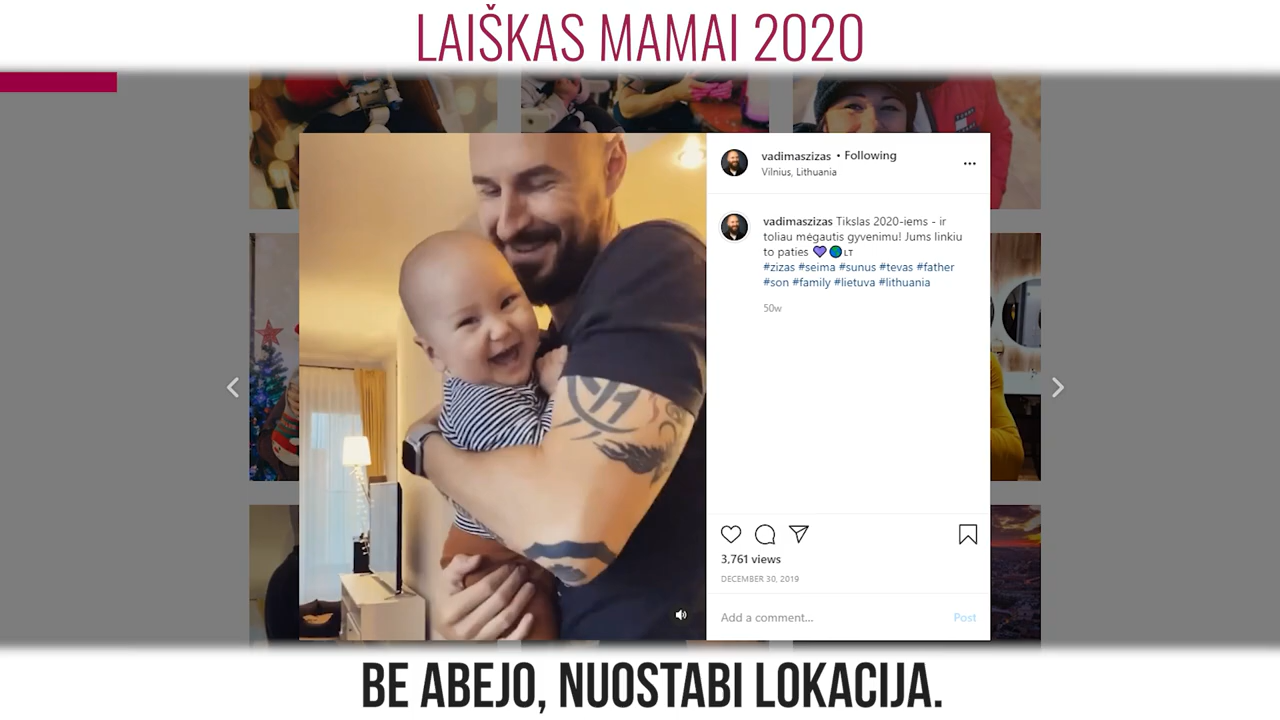 LAIŠKAS MAMAI 2020
vadimaszizas • Following
Vilnius, Lithuania
vadimaszizas Tikslas 2020-iems - ir
toliau mėgautis gyvenimu! Jums linkiu
to paties 💜🌍 LT
#zizas #seima #sunus #tevas #father
#son #family #lietuva #lithuania
50w
3,761 views
DECEMBER 30, 2019
Add a comment...
Post
BE ABEJO, NUOSTABI LOKACIJA.